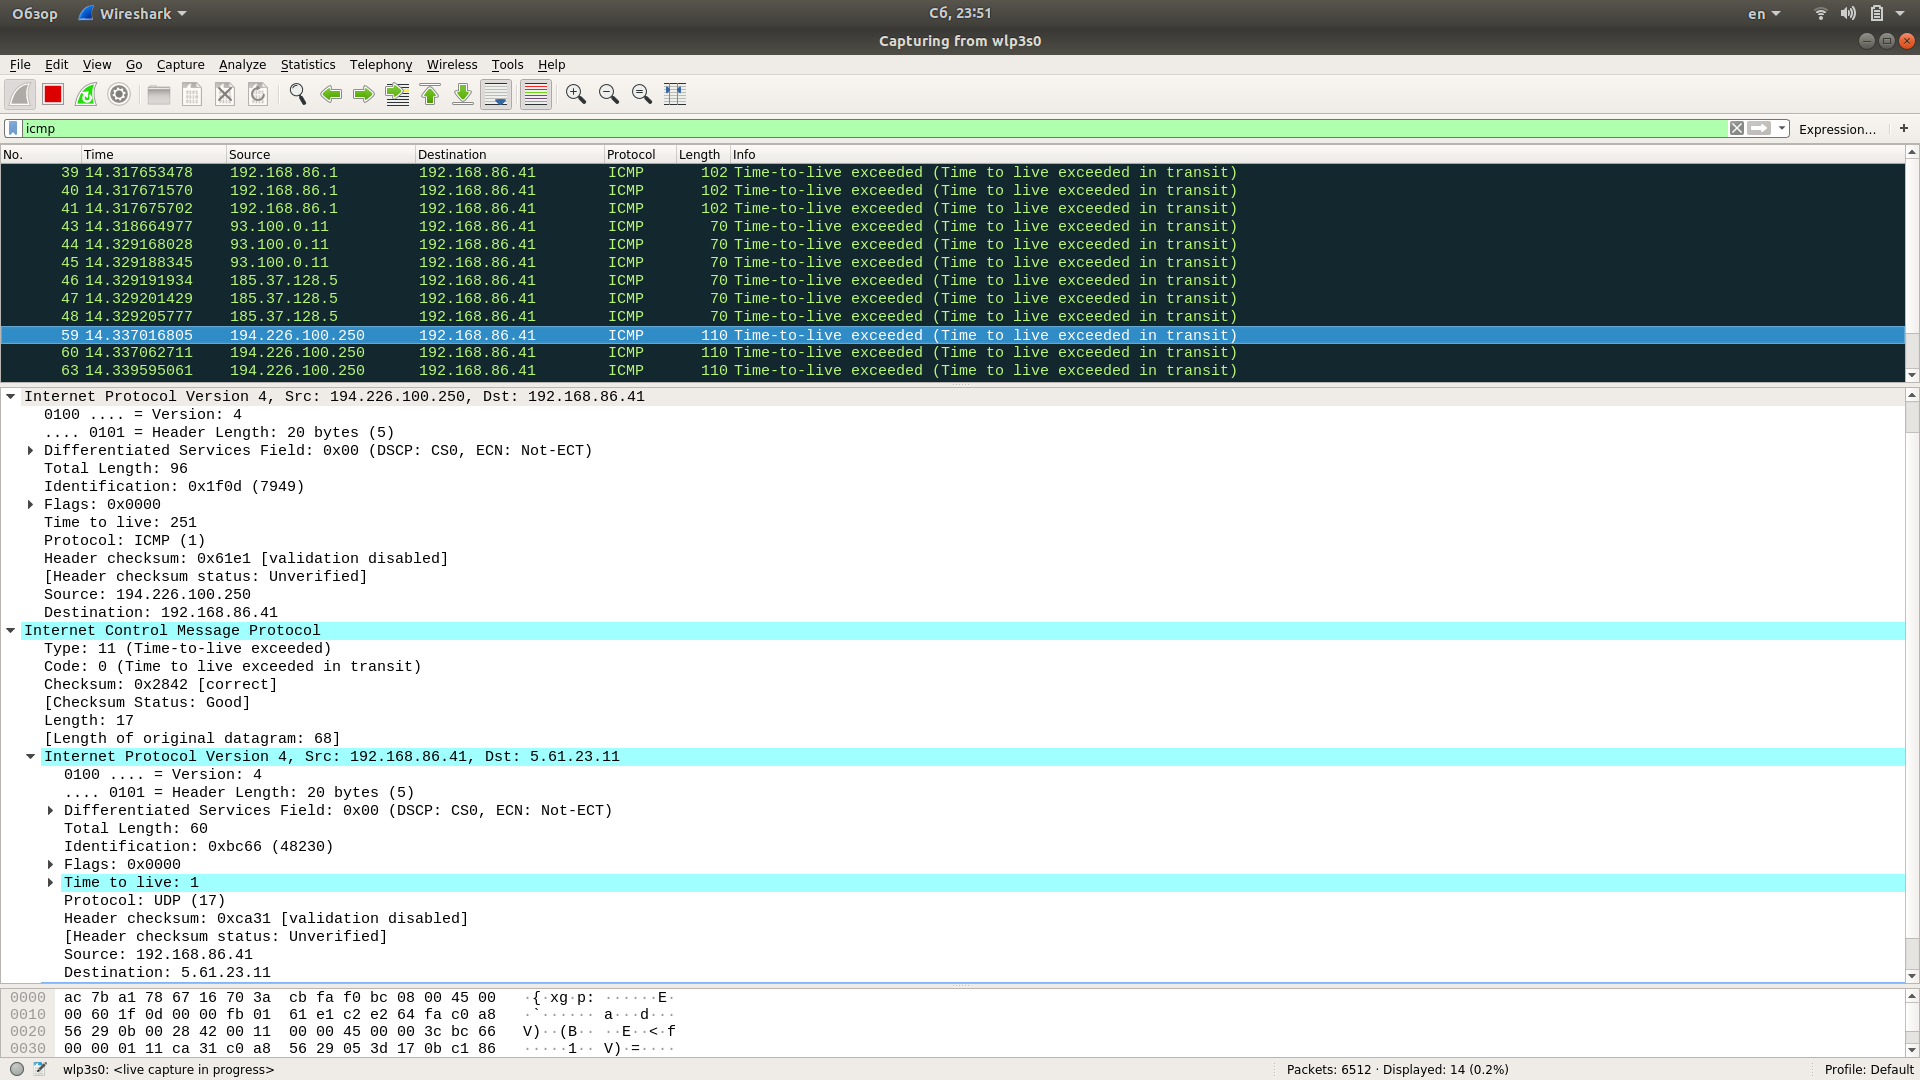 Обзор Wireshark Сб, 23:51 en
Capturing from wlp3s0
File Edit View Go Capture Analyze Statistics Telephony Wireless Tools Help
icmp Expression… +
No. Time Source Destination Protocol Length Info
39 14.317653478 192.168.86.1 192.168.86.41 ICMP 102 Time-to-live exceeded (Time to live exceeded in transit)
40 14.317671570 192.168.86.1 192.168.86.41 ICMP 102 Time-to-live exceeded (Time to live exceeded in transit)
41 14.317675702 192.168.86.1 192.168.86.41 ICMP 102 Time-to-live exceeded (Time to live exceeded in transit)
43 14.318664977 93.100.0.11 192.168.86.41 ICMP 70 Time-to-live exceeded (Time to live exceeded in transit)
44 14.329168028 93.100.0.11 192.168.86.41 ICMP 70 Time-to-live exceeded (Time to live exceeded in transit)
45 14.329188345 93.100.0.11 192.168.86.41 ICMP 70 Time-to-live exceeded (Time to live exceeded in transit)
46 14.329191934 185.37.128.5 192.168.86.41 ICMP 70 Time-to-live exceeded (Time to live exceeded in transit)
47 14.329201429 185.37.128.5 192.168.86.41 ICMP 70 Time-to-live exceeded (Time to live exceeded in transit)
48 14.329205777 185.37.128.5 192.168.86.41 ICMP 70 Time-to-live exceeded (Time to live exceeded in transit)
59 14.337016805 194.226.100.250 192.168.86.41 ICMP 110 Time-to-live exceeded (Time to live exceeded in transit)
60 14.337062711 194.226.100.250 192.168.86.41 ICMP 110 Time-to-live exceeded (Time to live exceeded in transit)
63 14.339595061 194.226.100.250 192.168.86.41 ICMP 110 Time-to-live exceeded (Time to live exceeded in transit)
Internet Protocol Version 4, Src: 194.226.100.250, Dst: 192.168.86.41
0100 .... = Version: 4
.... 0101 = Header Length: 20 bytes (5)
Differentiated Services Field: 0x00 (DSCP: CS0, ECN: Not-ECT)
Total Length: 96
Identification: 0x1f0d (7949)
Flags: 0x0000
Time to live: 251
Protocol: ICMP (1)
Header checksum: 0x61e1 [validation disabled]
[Header checksum status: Unverified]
Source: 194.226.100.250
Destination: 192.168.86.41
Internet Control Message Protocol
Type: 11 (Time-to-live exceeded)
Code: 0 (Time to live exceeded in transit)
Checksum: 0x2842 [correct]
[Checksum Status: Good]
Length: 17
[Length of original datagram: 68]
Internet Protocol Version 4, Src: 192.168.86.41, Dst: 5.61.23.11
0100 .... = Version: 4
.... 0101 = Header Length: 20 bytes (5)
Differentiated Services Field: 0x00 (DSCP: CS0, ECN: Not-ECT)
Total Length: 60
Identification: 0xbc66 (48230)
Flags: 0x0000
Time to live: 1
Protocol: UDP (17)
Header checksum: 0xca31 [validation disabled]
[Header checksum status: Unverified]
Source: 192.168.86.41
Destination: 5.61.23.11
0000 ac 7b a1 78 67 16 70 3a cb fa f0 bc 08 00 45 00 ·{·xg·p: ······E·
0010 00 60 1f 0d 00 00 fb 01 61 e1 c2 e2 64 fa c0 a8 ·`······ a···d···
0020 56 29 0b 00 28 42 00 11 00 00 45 00 00 3c bc 66 V)··(B·· ··E··<·f
0030 00 00 01 11 ca 31 c0 a8 56 29 05 3d 17 0b c1 86 ·····1·· V)·=····
wlp3s0: <live capture in progress> Packets: 6512 · Displayed: 14 (0.2%) Profile: Default